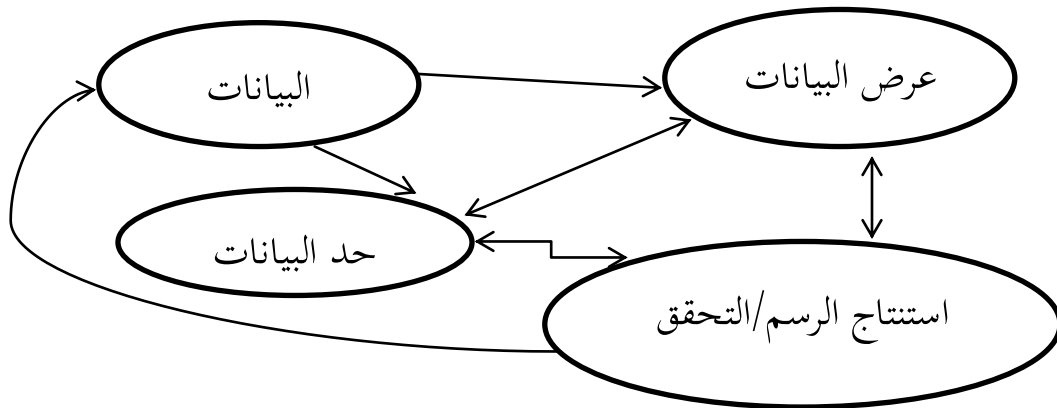 البيانات
عرض البيانات
حد البيانات
استنتاج الرسم/التحقق